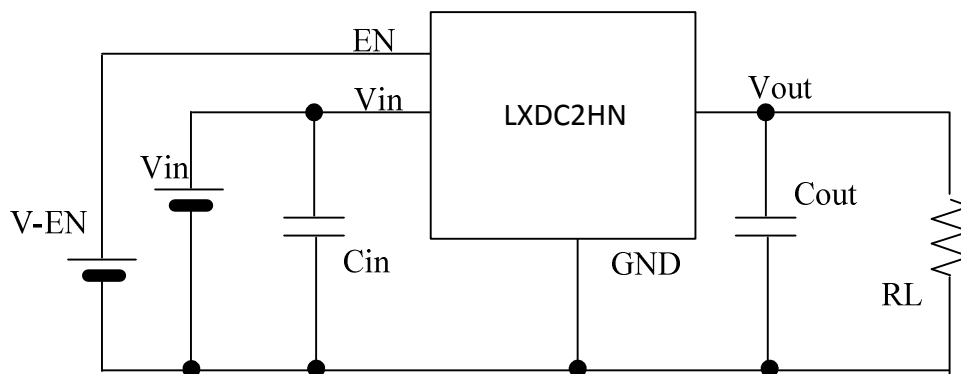 EN
Vin
LXDC2HN
Vout
Vin
V-EN
Cin
GND
Cout
RL